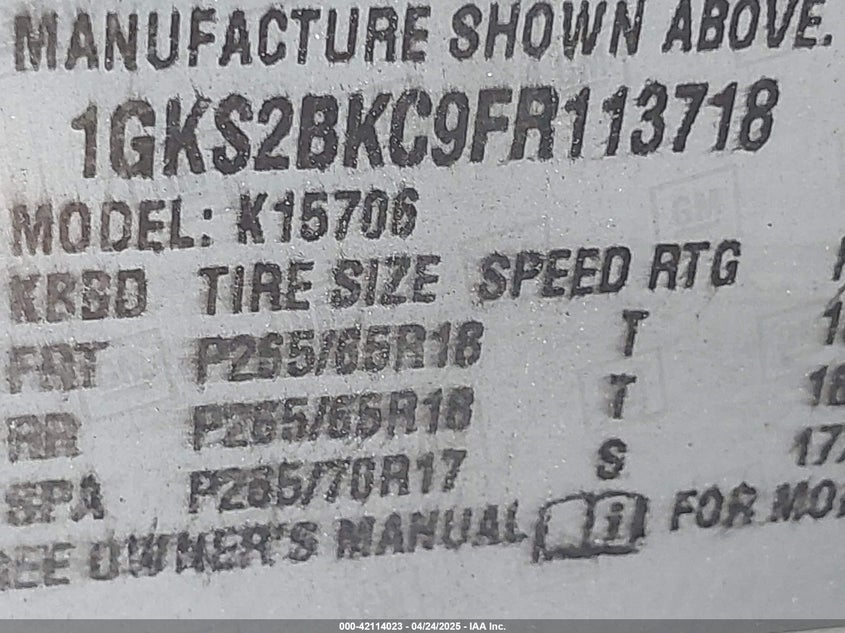 MANUFACTURE SHOWN ABOVE.
1GKS2BKC9FR113718
MODEL: K15706
TIRE SIZE SPEED RTG
FRT P265/65R18 T
RR P265/65R18 T
SPA P265/70R17 S
SEE OWNER'S MANUAL i FOR
GM
000-42114023 - 04/24/2025 - IAA Inc.